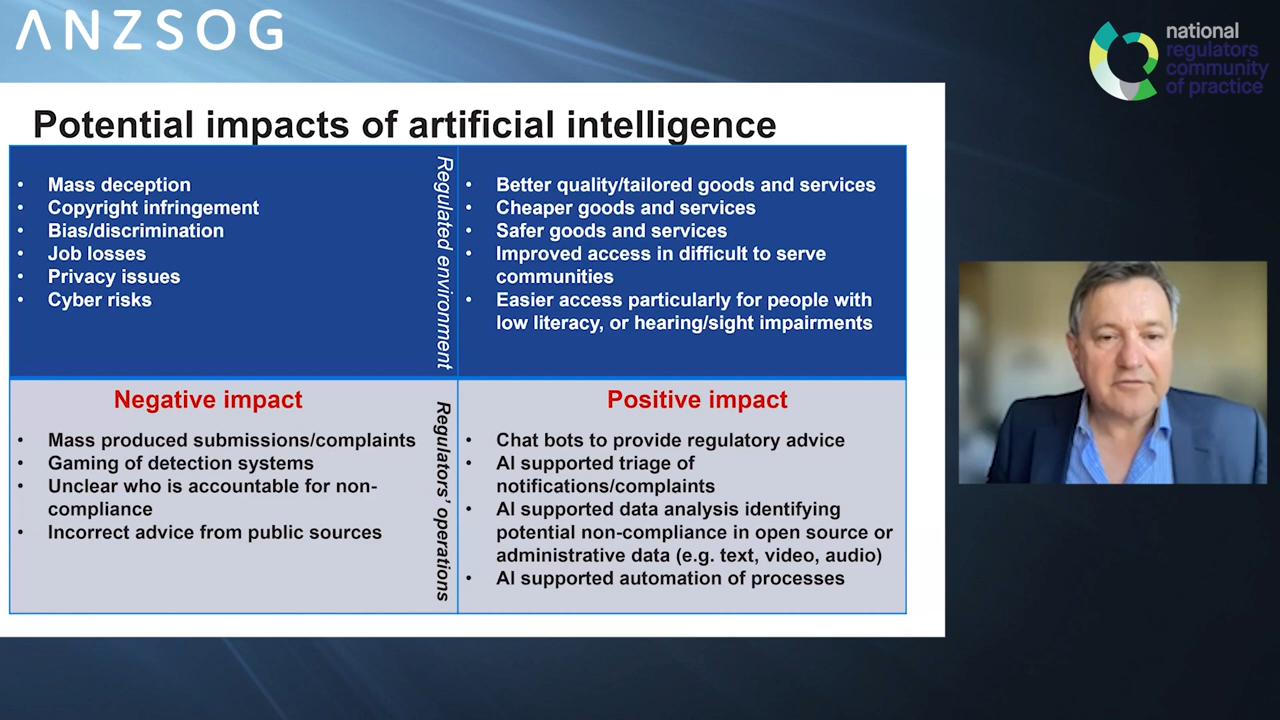 ANZSOG
national
regulators
community
of practice
Potential impacts of artificial intelligence
• Mass deception
• Copyright infringement
• Bias/discrimination
• Job losses
• Privacy issues
• Cyber risks
Regulated environment
• Better quality/tailored goods and services
• Cheaper goods and services
• Safer goods and services
• Improved access in difficult to serve
communities
• Easier access particularly for people with
low literacy, or hearing/sight impairments
Negative impact
• Mass produced submissions/complaints
• Gaming of detection systems
• Unclear who is accountable for non-
compliance
• Incorrect advice from public sources
Regulators' operations
Positive impact
• Chat bots to provide regulatory advice
• AI supported triage of
notifications/complaints
• AI supported data analysis identifying
potential non-compliance in open source or
administrative data (e.g. text, video, audio)
• AI supported automation of processes